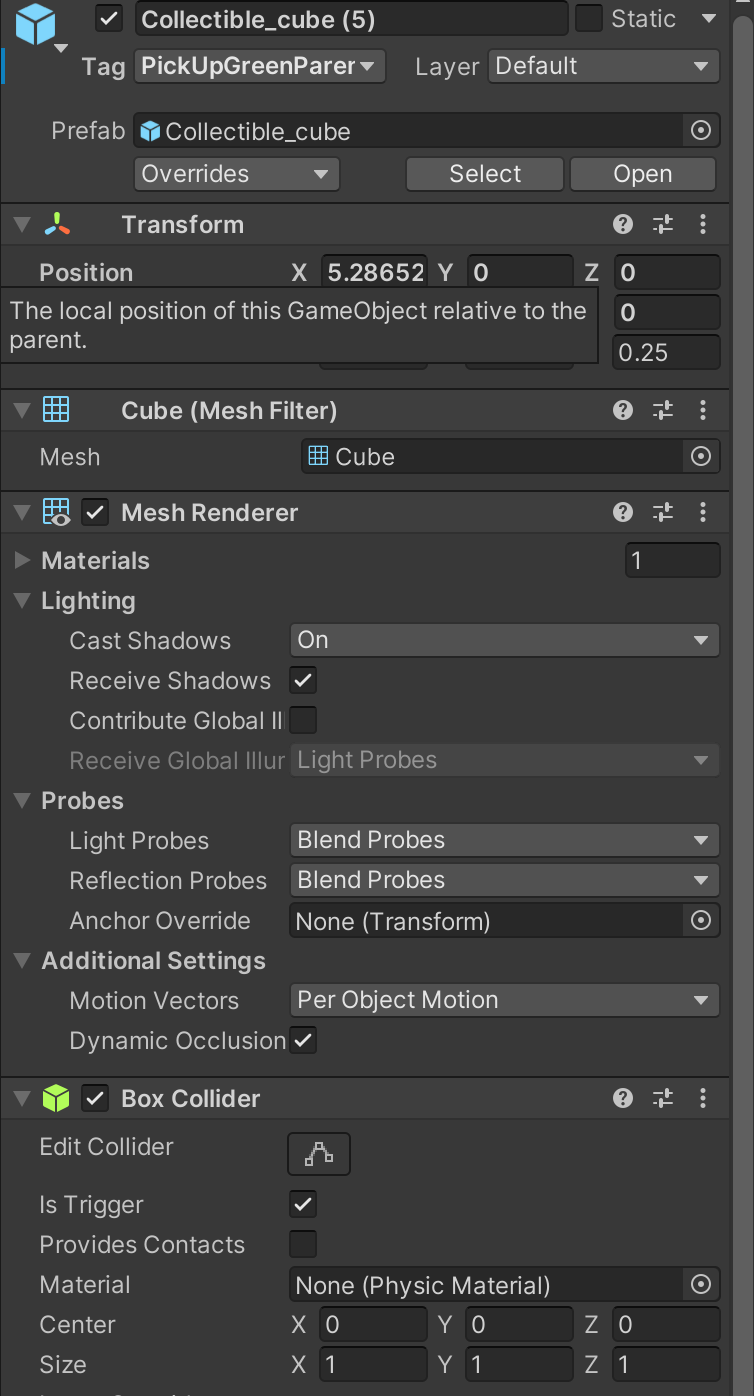 Collectible_cube (5) Static
Tag PickUpGreenParer Layer Default
Prefab Collectible_cube
Overrides Select Open
Transform
Position X 5.28652 Y 0 Z 0
The local position of this GameObject relative to the 0
parent. 0.25
Cube (Mesh Filter)
Mesh Cube
Mesh Renderer
Materials 1
Lighting
Cast Shadows On
Receive Shadows
Contribute Global Il
Receive Global Illur Light Probes
Probes
Light Probes Blend Probes
Reflection Probes Blend Probes
Anchor Override None (Transform)
Additional Settings
Motion Vectors Per Object Motion
Dynamic Occlusion
Box Collider
Edit Collider
Is Trigger
Provides Contacts
Material None (Physic Material)
Center X 0 Y 0 Z 0
Size X 1 Y 1 Z 1